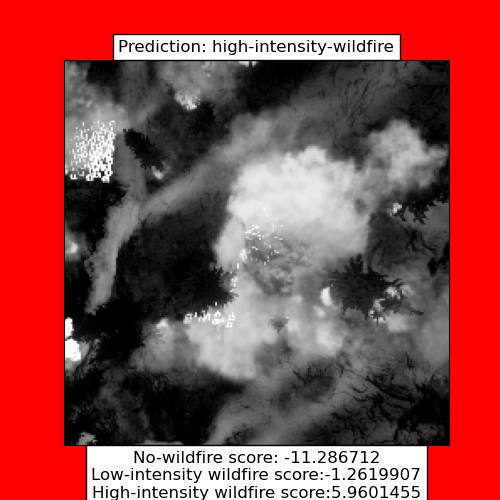 Prediction: high-intensity-wildfire
No-wildfire score: -11.286712
Low-intensity wildfire score:-1.2619907
High-intensity wildfire score:5.9601455